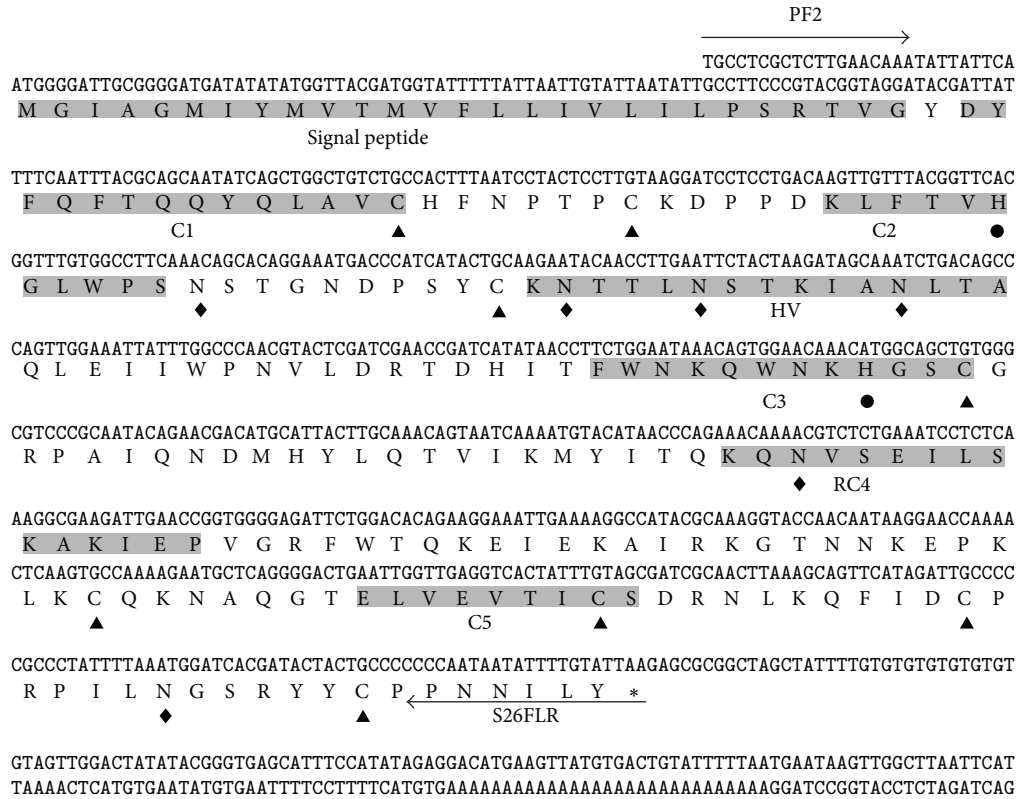 PF2
TGCCTCGCTCTTGAACAAATATTATTCA
ATGGGGATTGCGGGGATGATATATATGGTTACGATGGTATTTTTATTAATTGTATTAATATTGCCTTCCCGTACGGTAGGATACGATTAT
M G I A G M I Y M V T M V F L L I V L I L P S R T V G Y D Y
Signal peptide
TTTCAATTTACGCAGCAATATCAGCTGGCTGTCTGCCACTTTAATCCTACTCCTTGTAAGGATCCTCCTGACAAGTTGTTTACGGTTCAC
F Q F T Q Q Y Q L A V C H F N P T P C K D P P D K L F T V H
C1 ▲ ▲ C2 ●
GGTTTGTGGCCTTCAAACAGCACAGGAAATGACCCATCATACTGCAAGAATACAACCTTGAATTCTACTAAGATAGCAAATCTGACAGCC
G L W P S N S T G N D P S Y C K N T T L N S T K I A N L T A
◆ ▲ ◆ ◆ HV ◆
CAGTTGGAAATTATTTGGCCCAACGTACTCGATCGAACCGATCATATAACCTTCTGGAATAAACAGTGGAACAAACATGGCAGCTGTGGG
Q L E I I W P N V L D R T D H I T F W N K Q W N K H G S C G
C3 ● ▲
CGTCCCGCAATACAGAACGACATGCATTACTTGCAAACAGTAATCAAAATGTACATAACCCAGAAACAAAACGTCTCTGAAATCCTCTCA
R P A I Q N D M H Y L Q T V I K M Y I T Q K Q N V S E I L S
◆ RC4
AAGGCGAAGATTGAACCGGTGGGGAGATTCTGGACACAGAAGGAAATTGAAAAGGCCATACGCAAAGGTACCAACAATAAGGAACCAAAA
K A K I E P V G R F W T Q K E I E K A I R K G T N N K E P K
CTCAAGTGCCAAAAGAATGCTCAGGGGACTGAATTGGTTGAGGTCACTATTTGTAGCGATCGCAACTTAAAGCAGTTCATAGATTGCCCC
L K C Q K N A Q G T E L V E V T I C S D R N L K Q F I D C P
▲ C5 ▲ ▲
CGCCCTATTTTAAATGGATCACGATACTACTGCCCCCCCAATAATATTTTGTATTAAGAGCGCGGCTAGCTATTTTGTGTGTGTGTGTGT
R P I L N G S R Y Y C P P N N I L Y *
◆ ▲ S26FLR
GTAGTTGGACTATATACGGGTGAGCATTTCCATATAGAGGACATGAAGTTATGTGACTGTATTTTTAATGAATAAGTTGGCTTAATTCAT
TAAAACTCATGTGAATATGTGAATTTTCCTTTTCATGTGAAAAAAAAAAAAAAAAAAAAAAAAAAAAAGGATCCGGTACCTCTAGATCAG